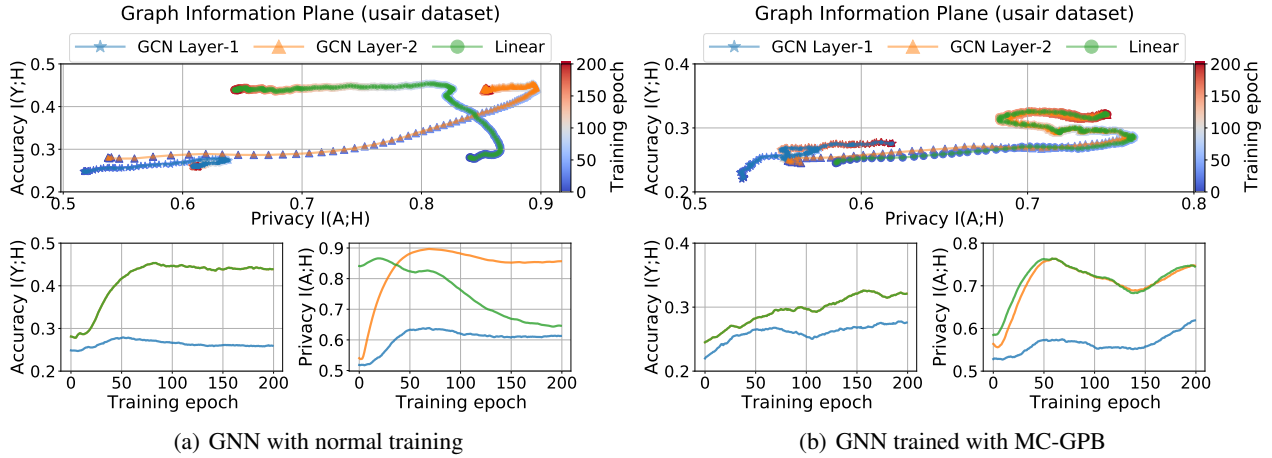 Graph Information Plane (usair dataset)
GCN Layer-1 GCN Layer-2 Linear
Accuracy I(Y;H)
0.5
0.4
0.3
0.2
0.5 0.6 0.7 0.8 0.9
Privacy I(A;H)
200
150
100
50
0
Training epoch
Accuracy I(Y;H)
0.5
0.4
0.3
0.2
0 50 100 150 200
Training epoch
Privacy I(A;H)
0.9
0.8
0.7
0.6
0.5
0 50 100 150 200
Training epoch
(a) GNN with normal training
Graph Information Plane (usair dataset)
GCN Layer-1 GCN Layer-2 Linear
Accuracy I(Y;H)
0.4
0.3
0.2
0.5 0.6 0.7 0.8
Privacy I(A;H)
200
150
100
50
0
Training epoch
Accuracy I(Y;H)
0.4
0.3
0.2
0 50 100 150 200
Training epoch
Privacy I(A;H)
0.8
0.7
0.6
0.5
0 50 100 150 200
Training epoch
(b) GNN trained with MC-GPB